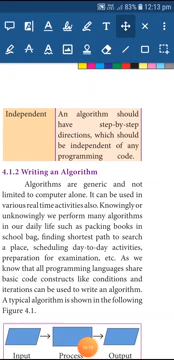 83% 12:13 pm
Independent
An algorithm should
have step-by-step
directions, which should
be independent of any
programming code.
4.1.2 Writing an Algorithm
Algorithms are generic and not
limited to computer alone. It can be used in
various real time activities also. Knowingly or
unknowingly we perform many algorithms
in our daily life such as packing books in
school bag, finding shortest path to search
a place, scheduling day-to-day activities,
preparation for examination, etc. As we
know that all programming languages share
basic code constructs like conditions and
iterations can be used to write an algorithm.
A typical algorithm is shown in the following
Figure 4.1.
Input Process Output